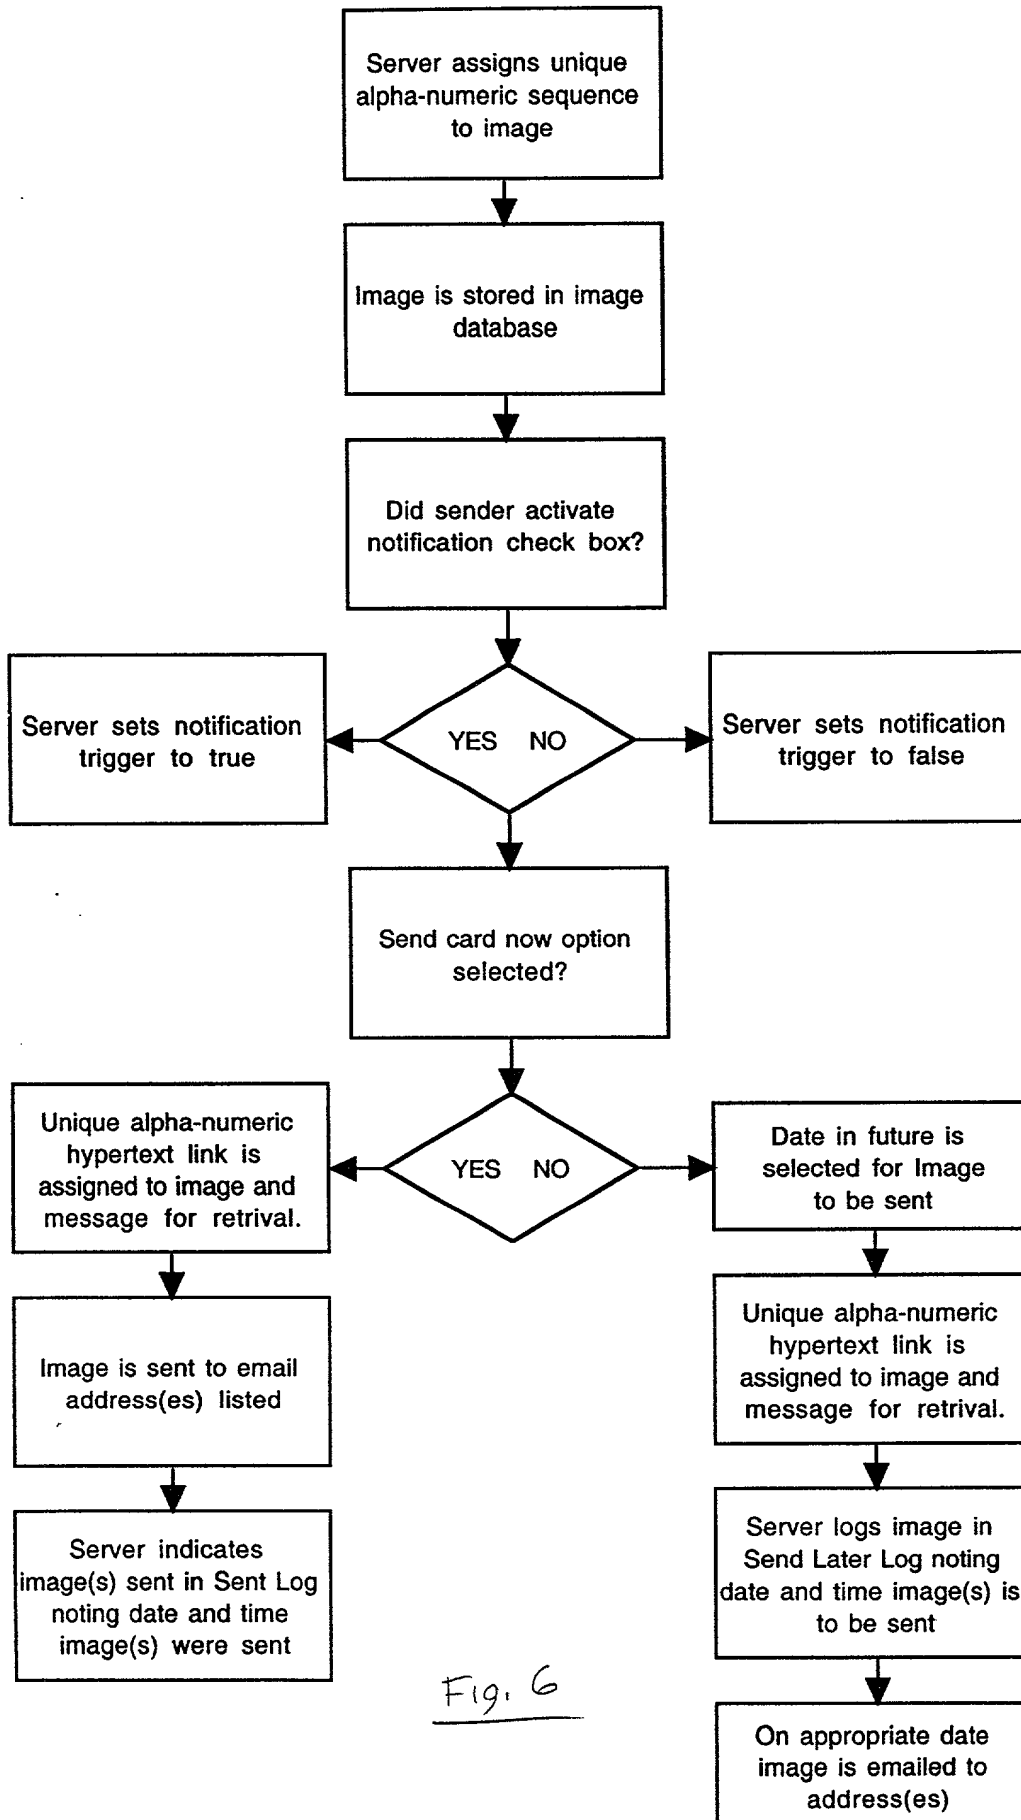 Server assigns unique
alpha-numeric sequence
to image
Image is stored in image
database
Did sender activate
notification check box?
Server sets notification
trigger to true
YES NO
Server sets notification
trigger to false
Send card now option
selected?
Unique alpha-numeric
hypertext link is
assigned to image and
message for retrival.
YES NO
Date in future is
selected for Image
to be sent
Image is sent to email
address(es) listed
Unique alpha-numeric
hypertext link is
assigned to image and
message for retrival.
Server indicates
image(s) sent in Sent Log
noting date and time
image(s) were sent
Server logs image in
Send Later Log noting
date and time image(s) is
to be sent
On appropriate date
image is emailed to
address(es)
Fig. 6